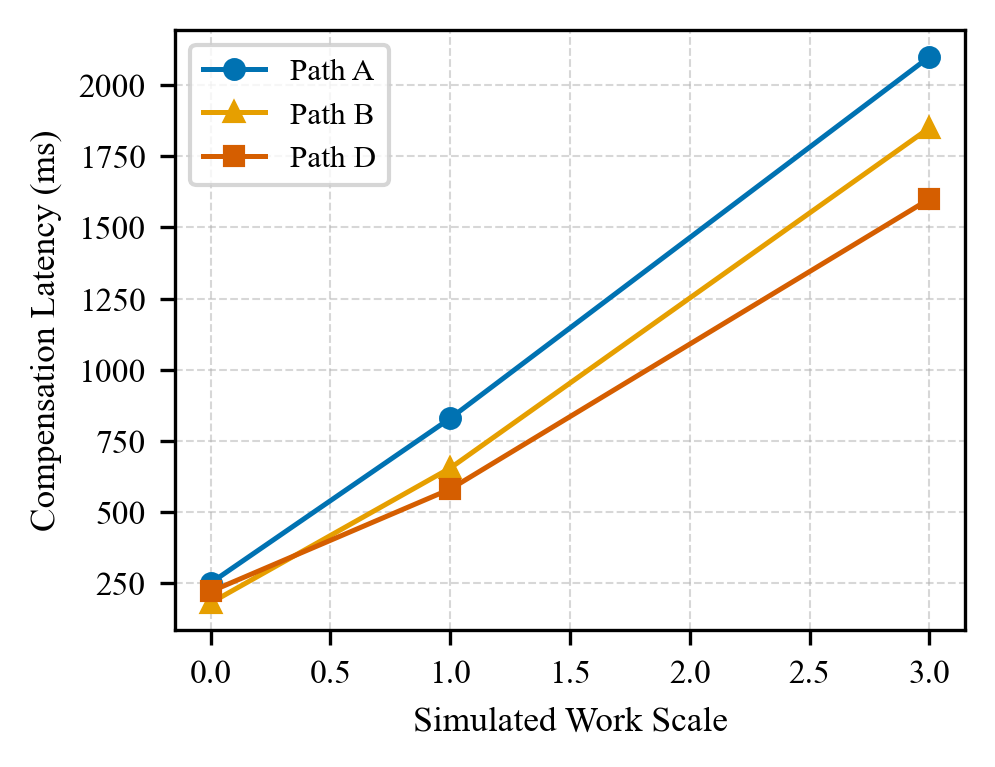 Path A
Path B
Path D
Compensation Latency (ms)
2000
1750
1500
1250
1000
750
500
250
0.0 0.5 1.0 1.5 2.0 2.5 3.0
Simulated Work Scale